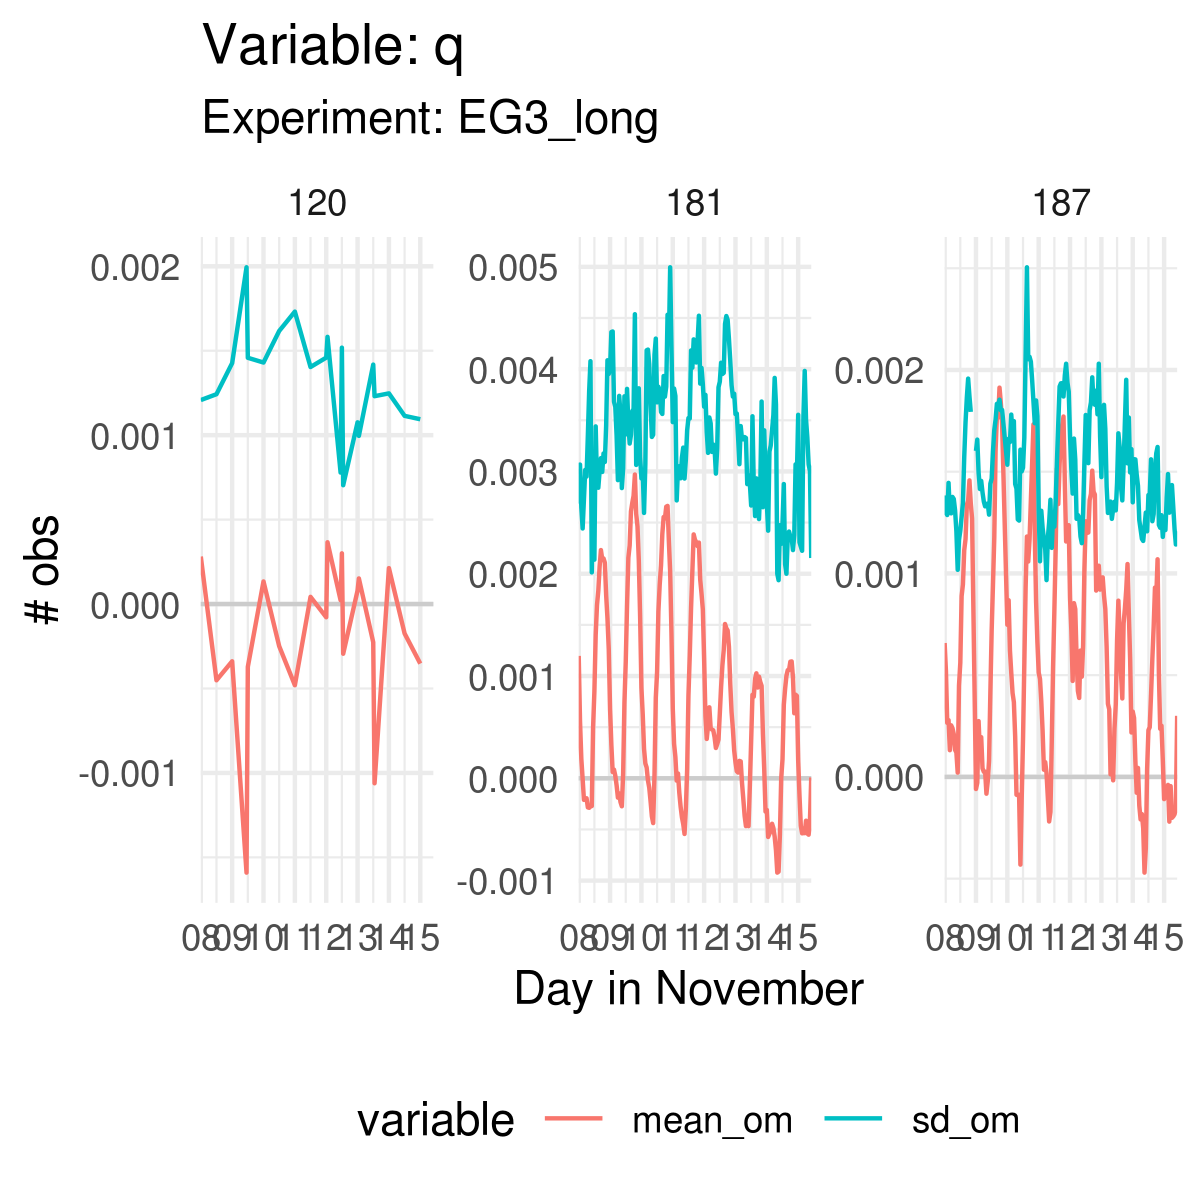 Variable: q
Experiment: EG3_long
120
181
187
0.002
0.001
0.000
-0.001
0.005
0.004
0.003
0.002
0.001
0.000
-0.001
0.002
0.001
0.000
# obs
08 09 10 11 12 13 14 15
08 09 10 11 12 13 14 15
08 09 10 11 12 13 14 15
Day in November
variable mean_om sd_om